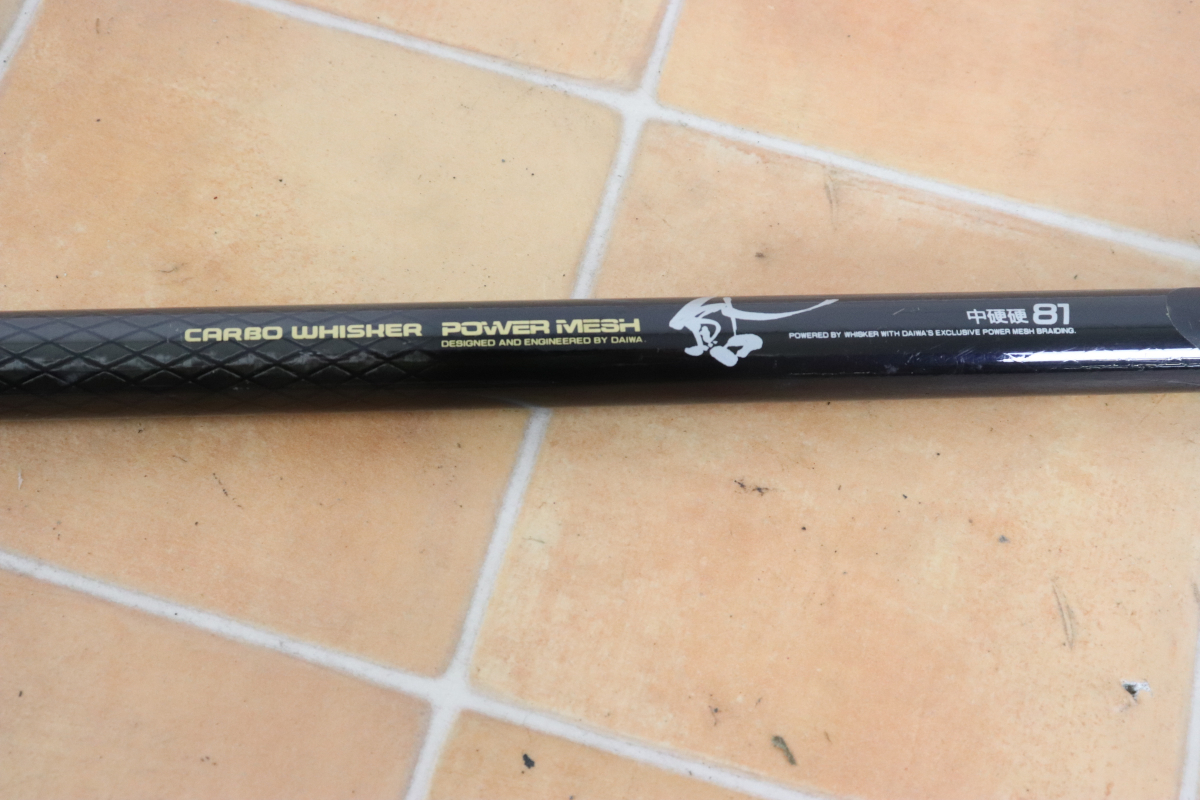 CARBO WHISKER POWER MESH
DESIGNED AND ENGINEERED BY DAIWA.
中硬硬 81
POWERED BY WHISKER WITH DAIWA'S EXCLUSIVE POWER MESH BRAIDING.